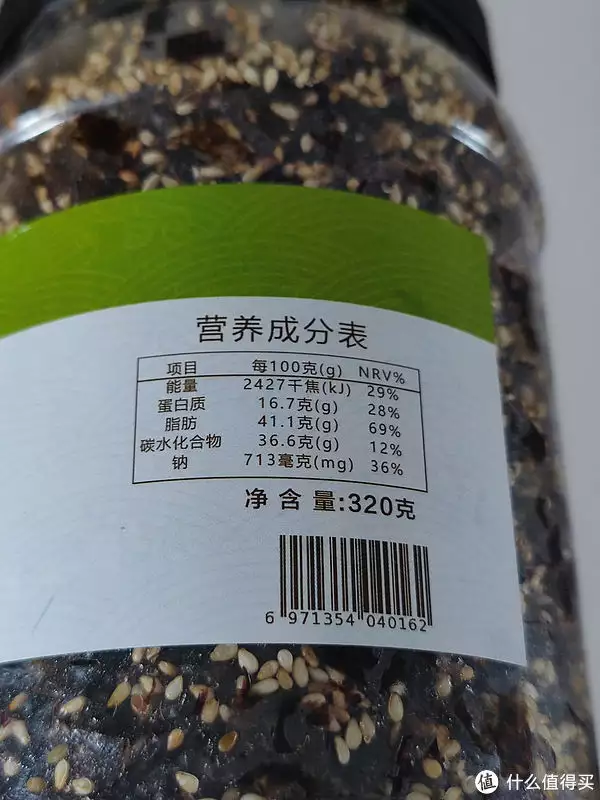 营养成分表
项目 每100克(g) NRV%
能量 2427千焦(kJ) 29%
蛋白质 16.7克(g) 28%
脂肪 41.1克(g) 69%
碳水化合物 36.6克(g) 12%
钠 713毫克(mg) 36%
净含量:320克
6 971354 040162
值 什么值得买